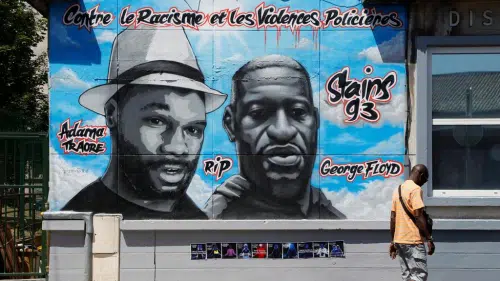 Contre le Racisme et les Violences Policières
DIS
Stains
93
Adama
TRAORE
RIP
George FLOYD